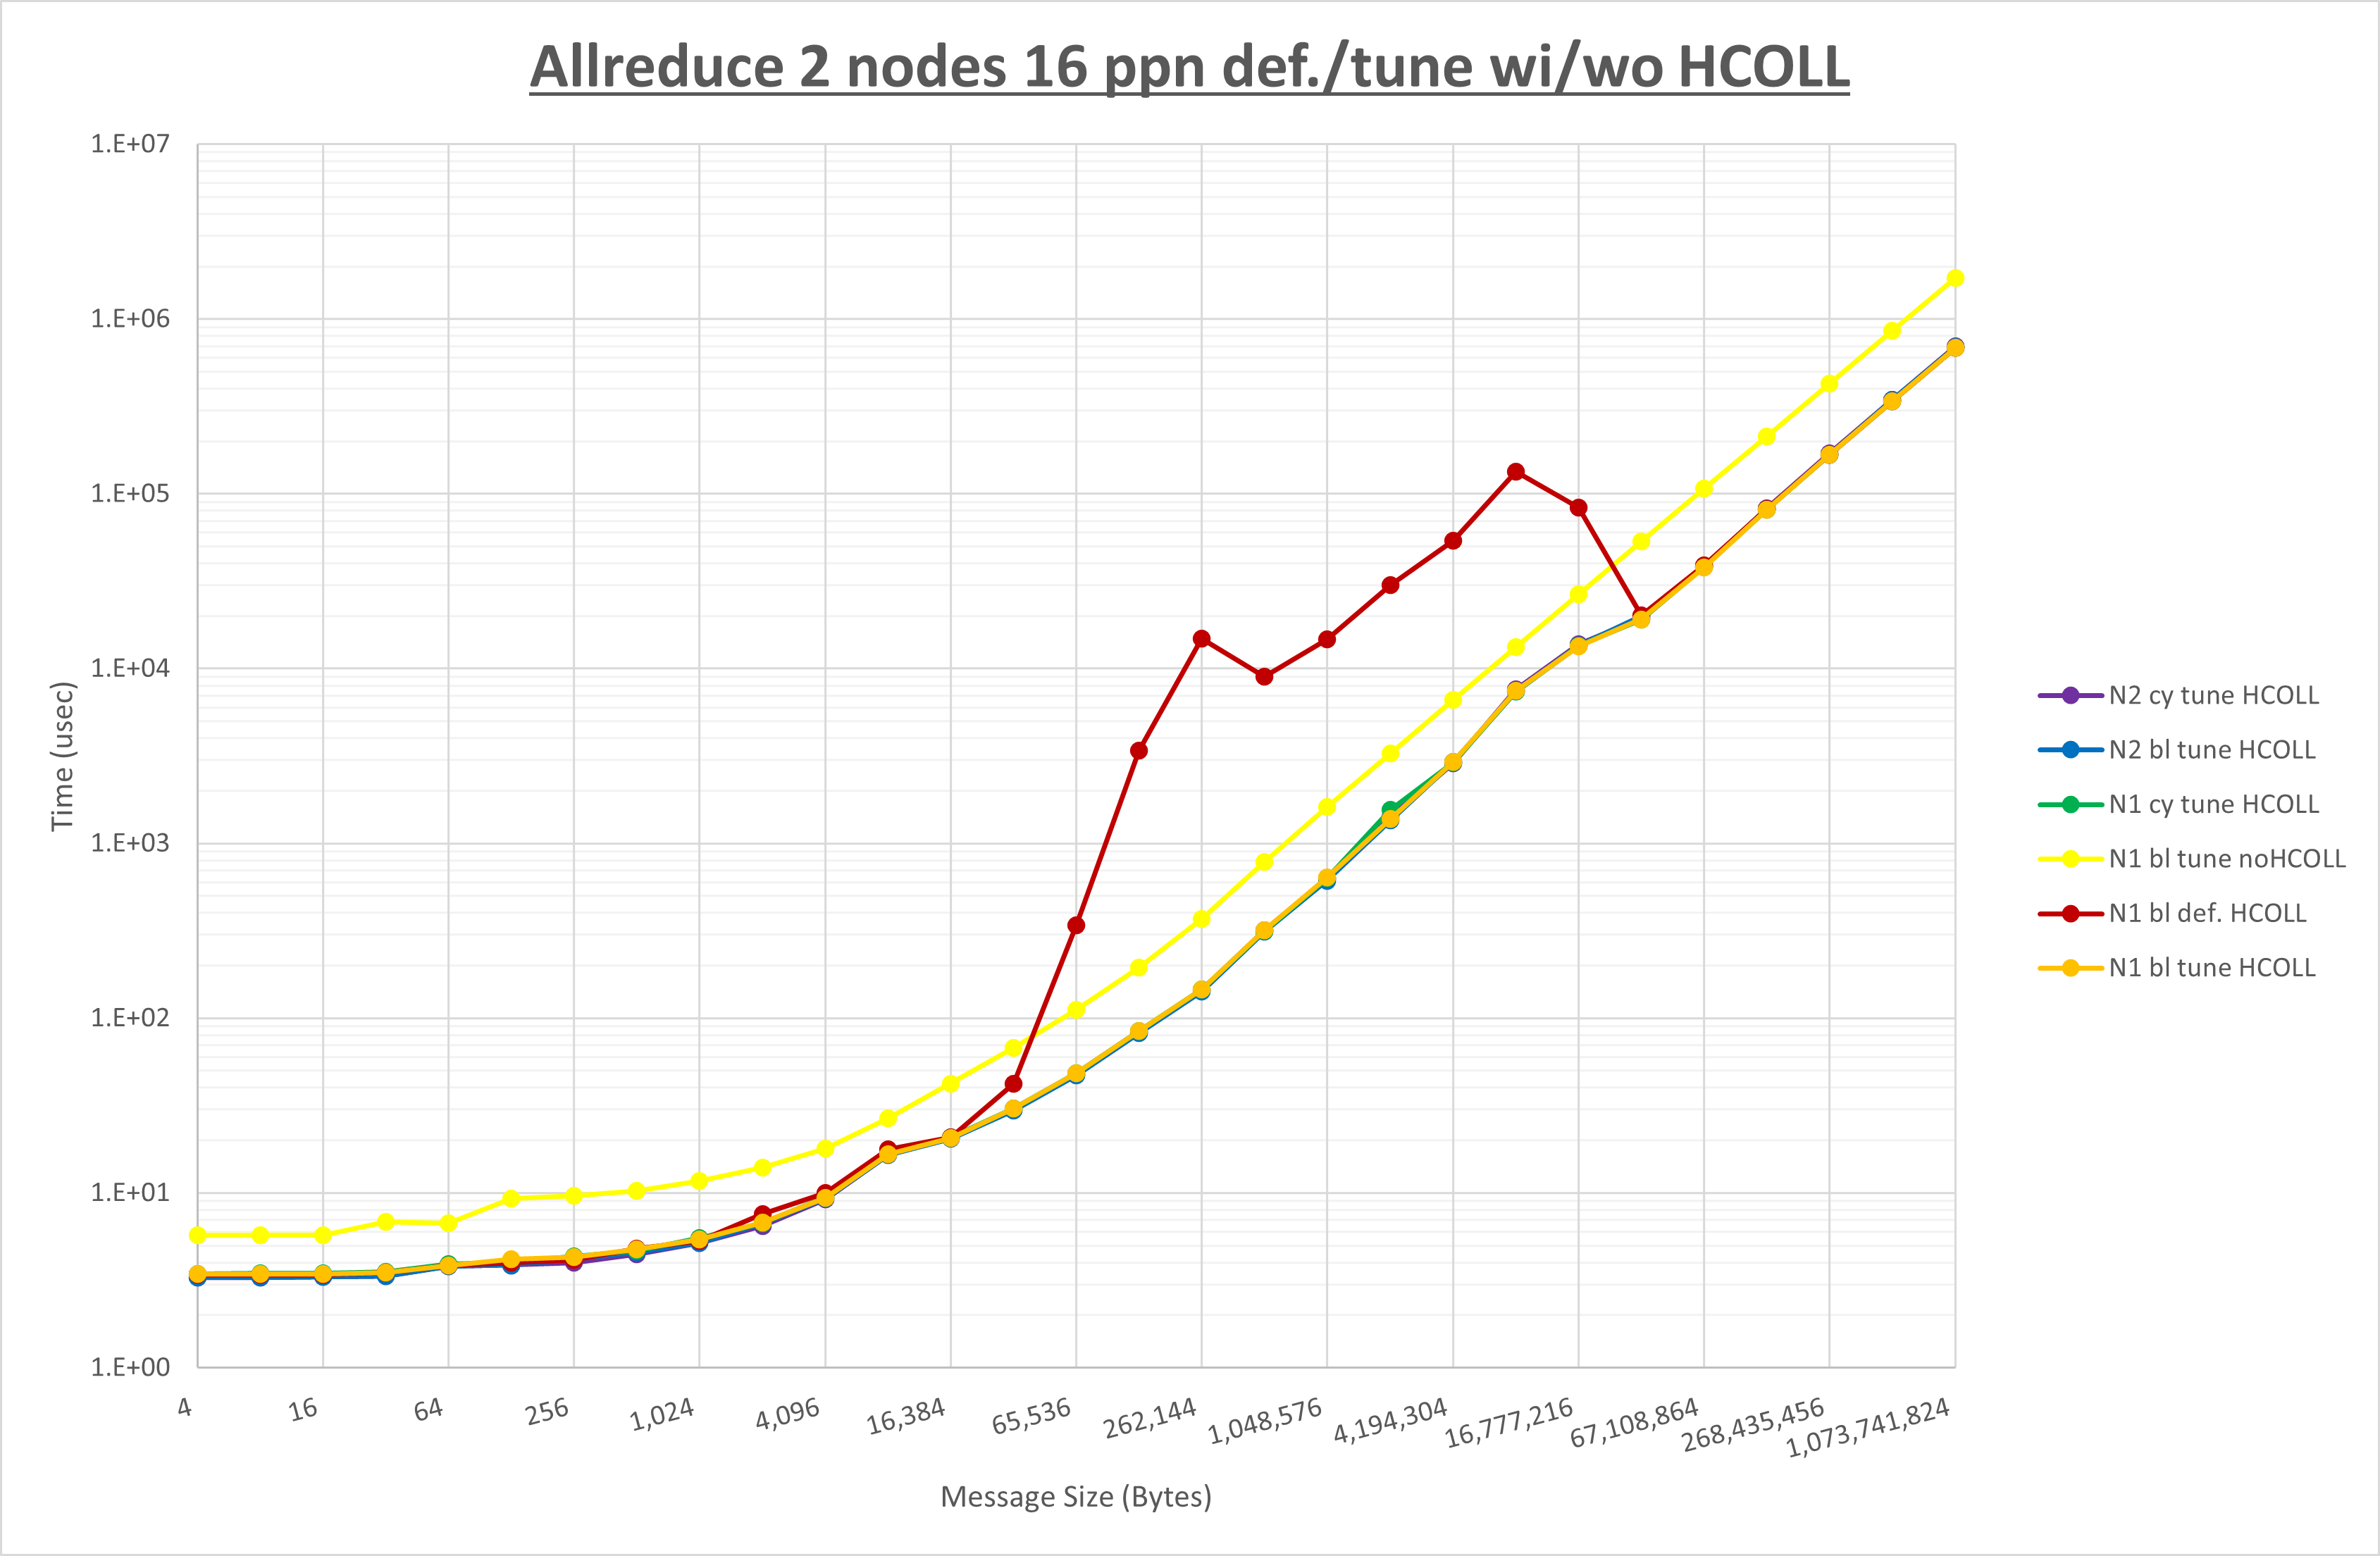 Allreduce 2 nodes 16 ppn def./tune wi/wo HCOLL
1.E+07
1.E+06
1.E+05
1.E+04
1.E+03
1.E+02
1.E+01
1.E+00
Time (usec)
4
16
64
256
1,024
4,096
16,384
65,536
262,144
1,048,576
4,194,304
16,777,216
67,108,864
268,435,456
1,073,741,824
Message Size (Bytes)
N2 cy tune HCOLL
N2 bl tune HCOLL
N1 cy tune HCOLL
N1 bl tune noHCOLL
N1 bl def. HCOLL
N1 bl tune HCOLL